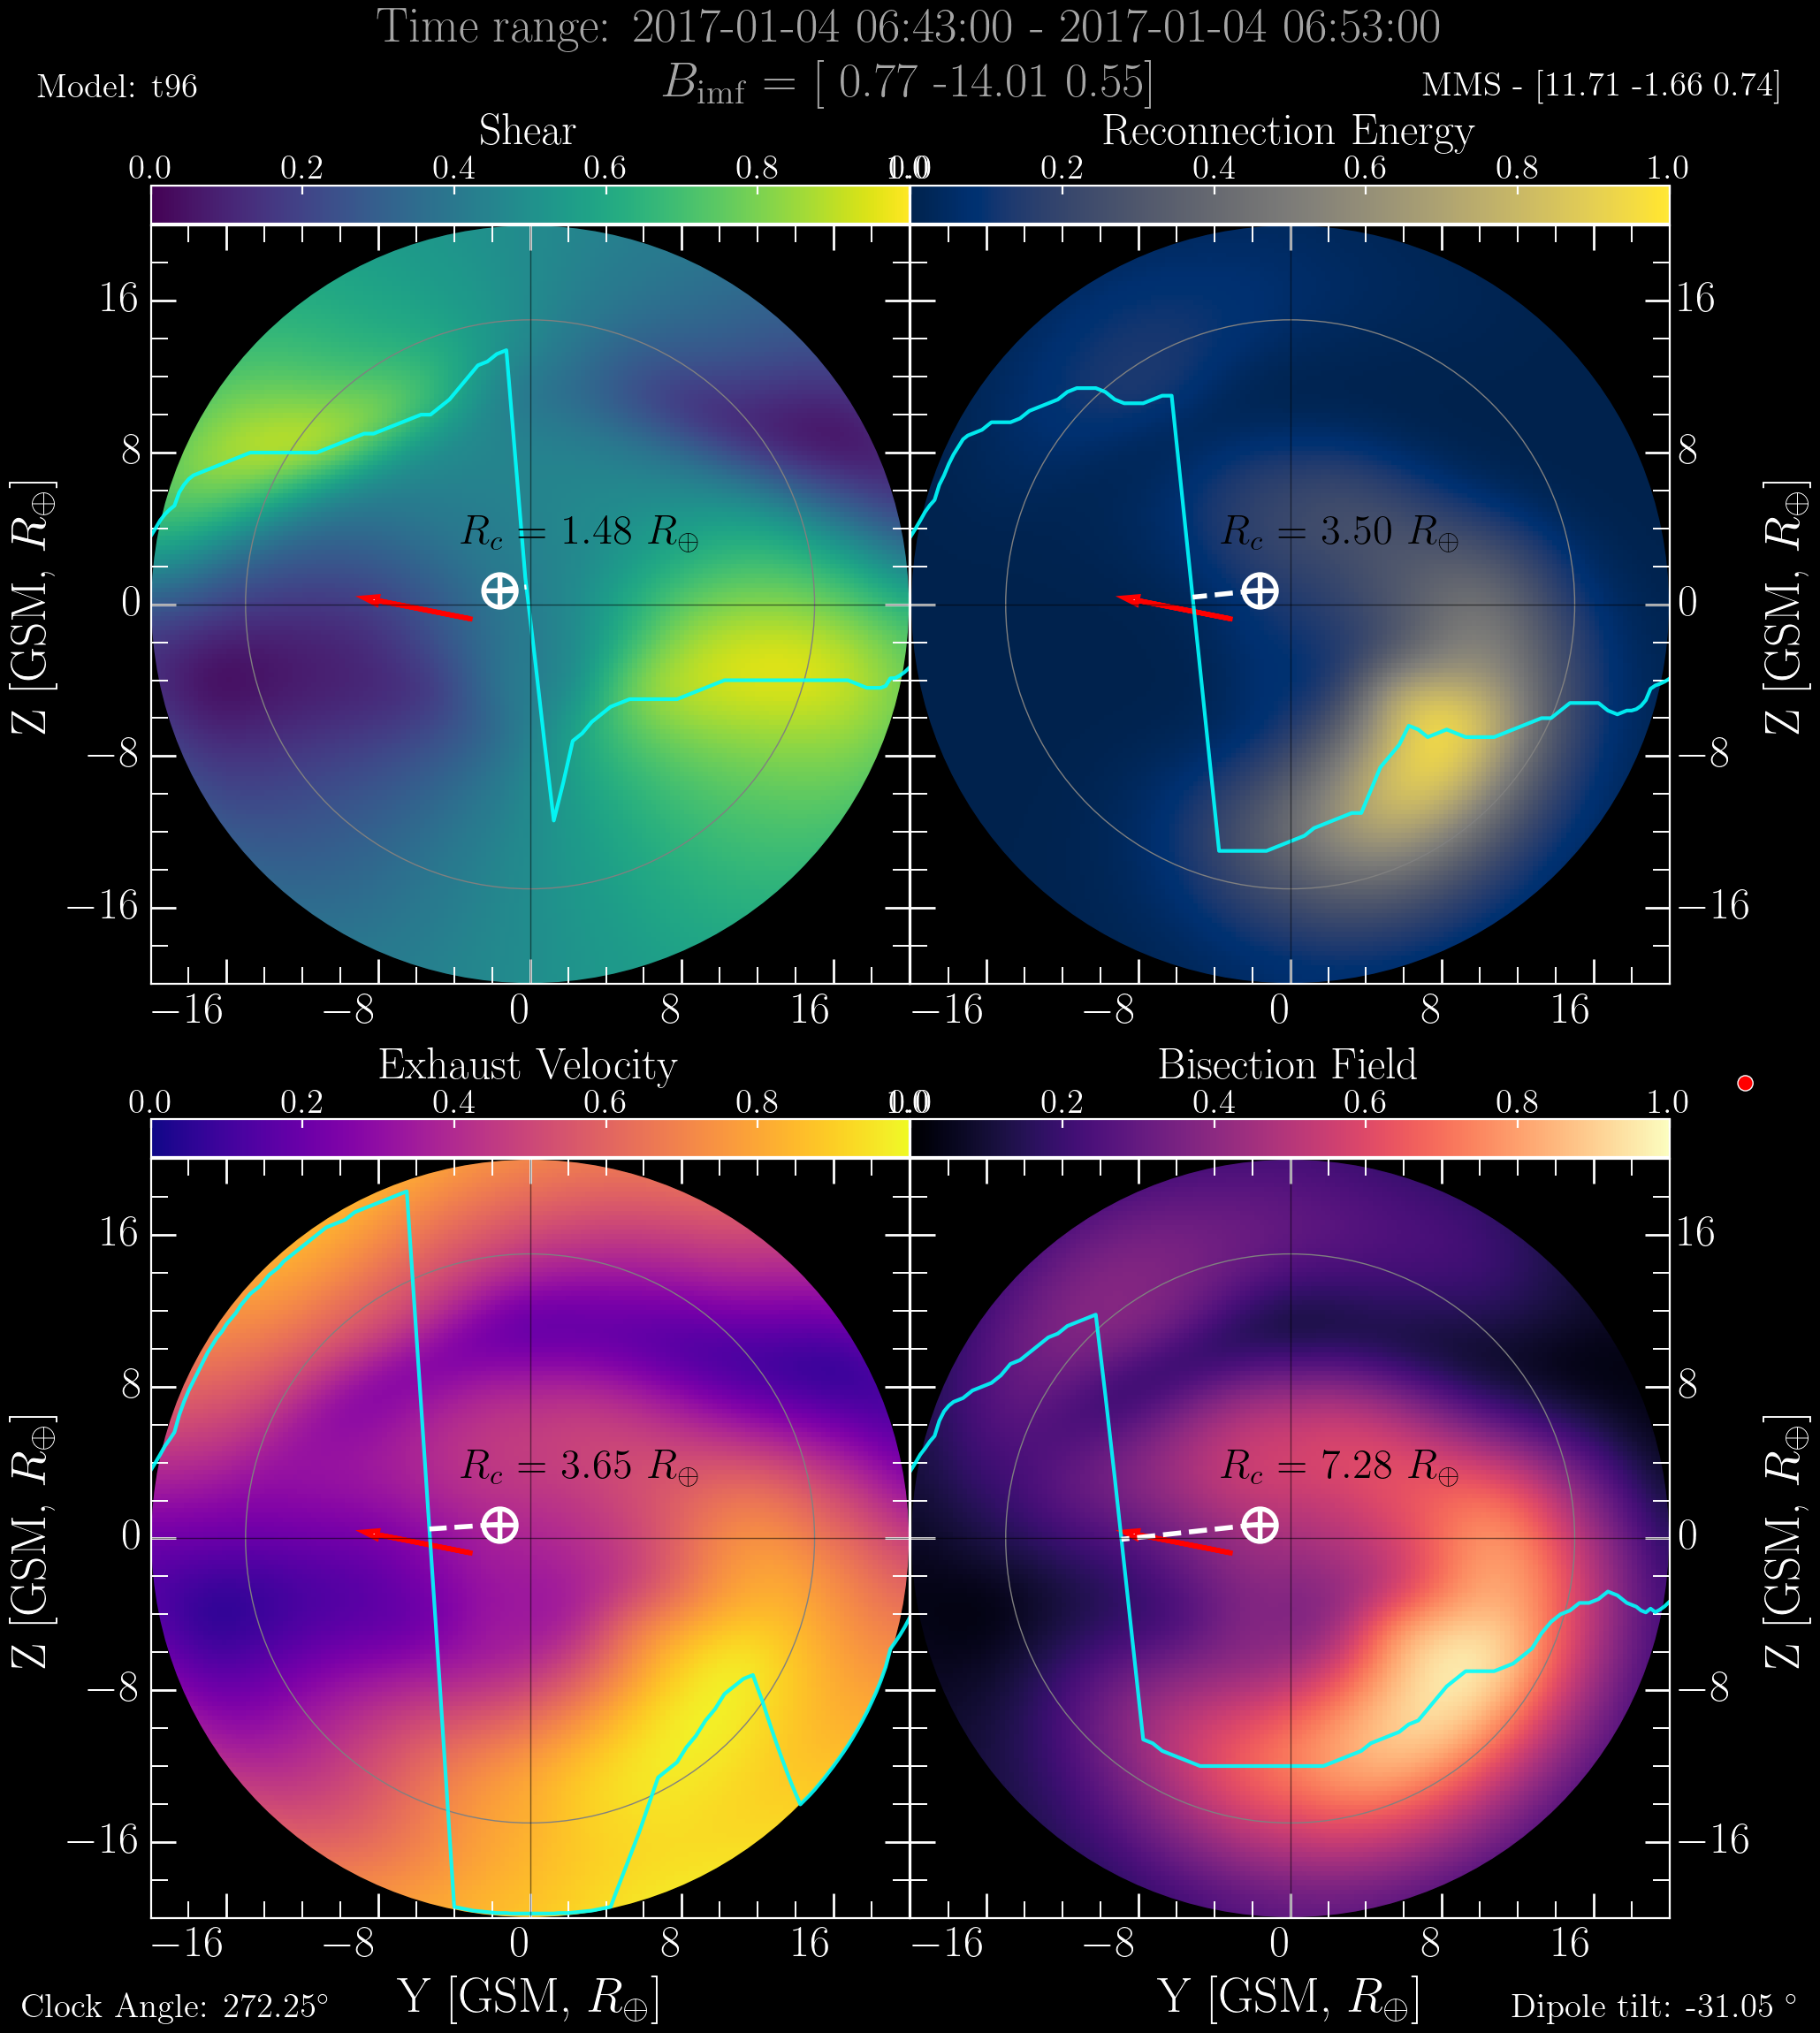 Time range: 2017-01-04 06:43:00 - 2017-01-04 06:53:00
Model: t96
B_imf = [ 0.77 -14.01 0.55]
MMS - [11.71 -1.66 0.74]
Shear
Reconnection Energy
0.0 0.2 0.4 0.6 0.8 1.0
0.0 0.2 0.4 0.6 0.8 1.0
Z [GSM, R⊕]
16
8
0
−8
−16
R_c = 1.48 R⊕
R_c = 3.50 R⊕
16
8
0
−8
−16
Z [GSM, R⊕]
−16 −8 0 8 16
−16 −8 0 8 16
Exhaust Velocity
Bisection Field
0.0 0.2 0.4 0.6 0.8 1.0
0.0 0.2 0.4 0.6 0.8 1.0
Z [GSM, R⊕]
16
8
0
−8
−16
R_c = 3.65 R⊕
R_c = 7.28 R⊕
16
8
0
−8
−16
Z [GSM, R⊕]
−16 −8 0 8 16
−16 −8 0 8 16
Y [GSM, R⊕]
Y [GSM, R⊕]
Clock Angle: 272.25°
Dipole tilt: -31.05 °